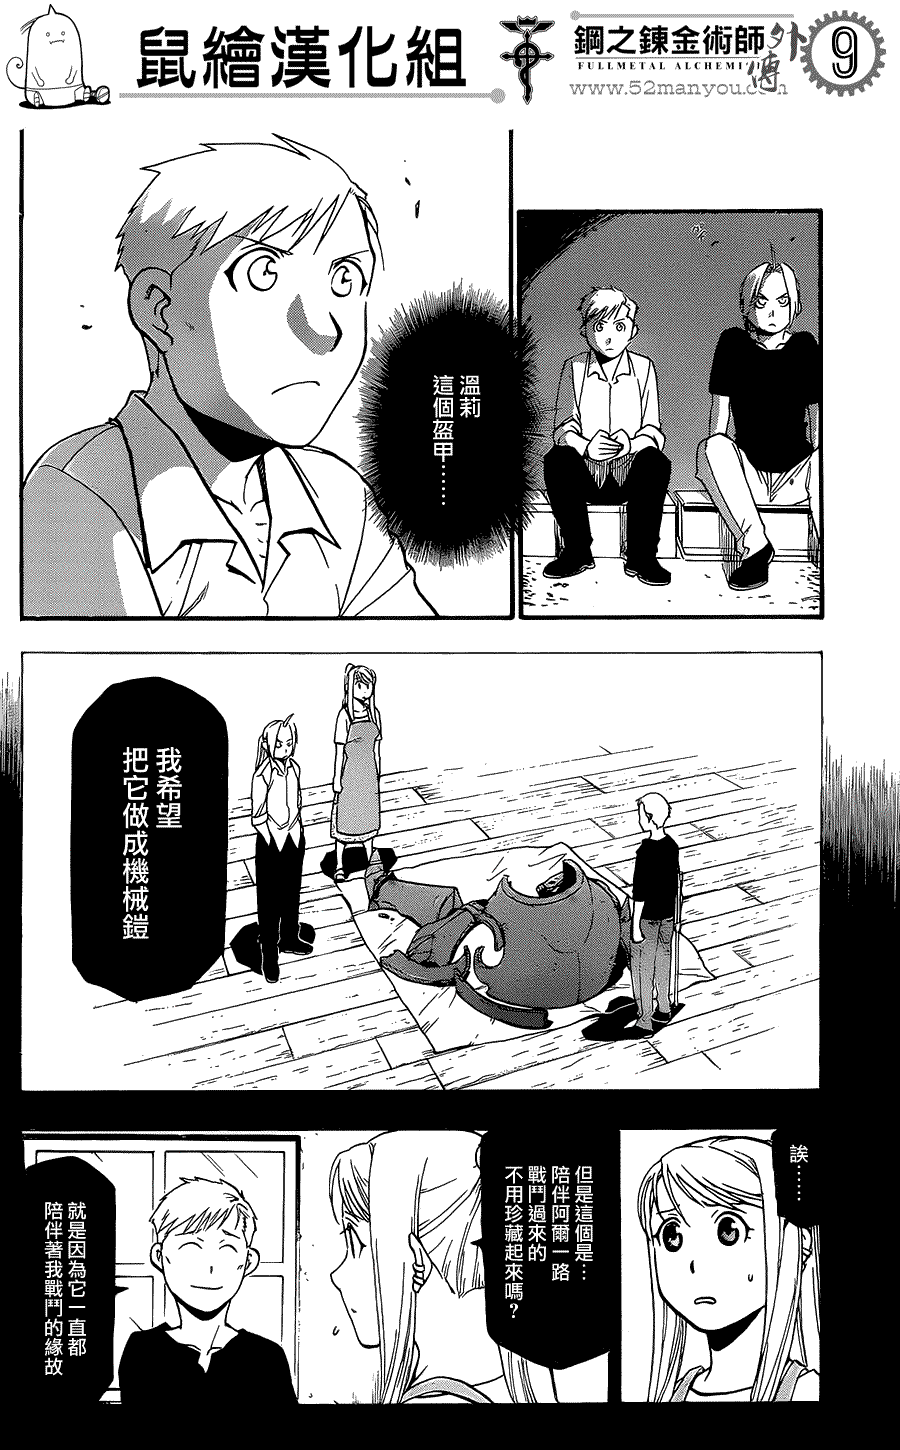 鼠繪漢化組
鋼之鍊金術師
外傳
FULLMETAL ALCHEMIST
www.52manyou.com
9
溫莉
這個盔甲……
我希望
把它做成機械鎧
誒……
但是這個是…
陪伴阿爾一路
戰鬥過來的
不用珍藏起來嗎？
就是因為它一直都
陪伴著我戰鬥的緣故